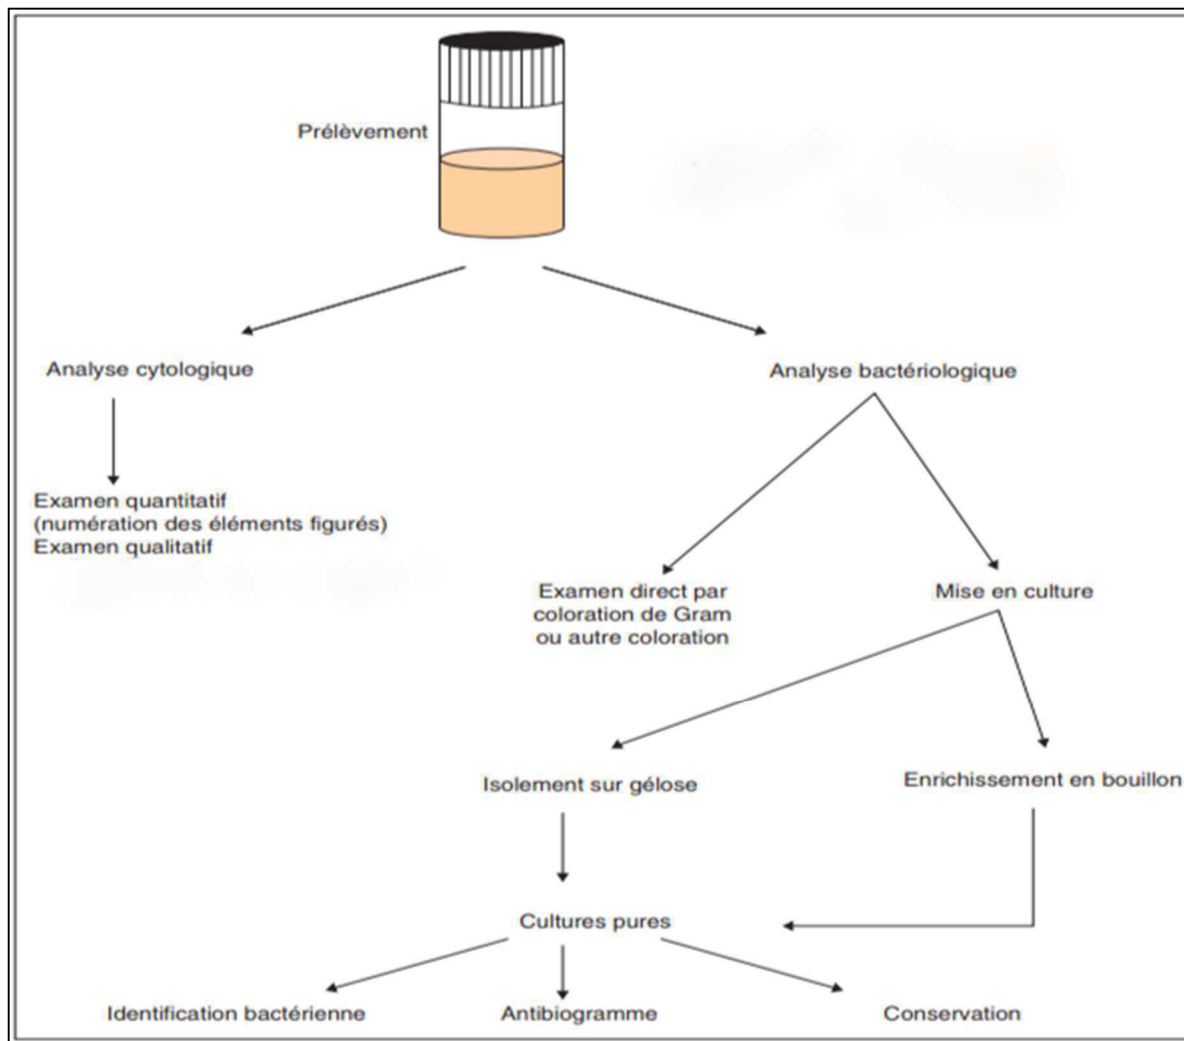 Prélèvement
Analyse cytologique
Analyse bactériologique
Examen quantitatif
(numération des éléments figurés)
Examen qualitatif
Examen direct par
coloration de Gram
ou autre coloration
Mise en culture
Isolement sur gélose
Enrichissement en bouillon
Cultures pures
Identification bactérienne
Antibiogramme
Conservation